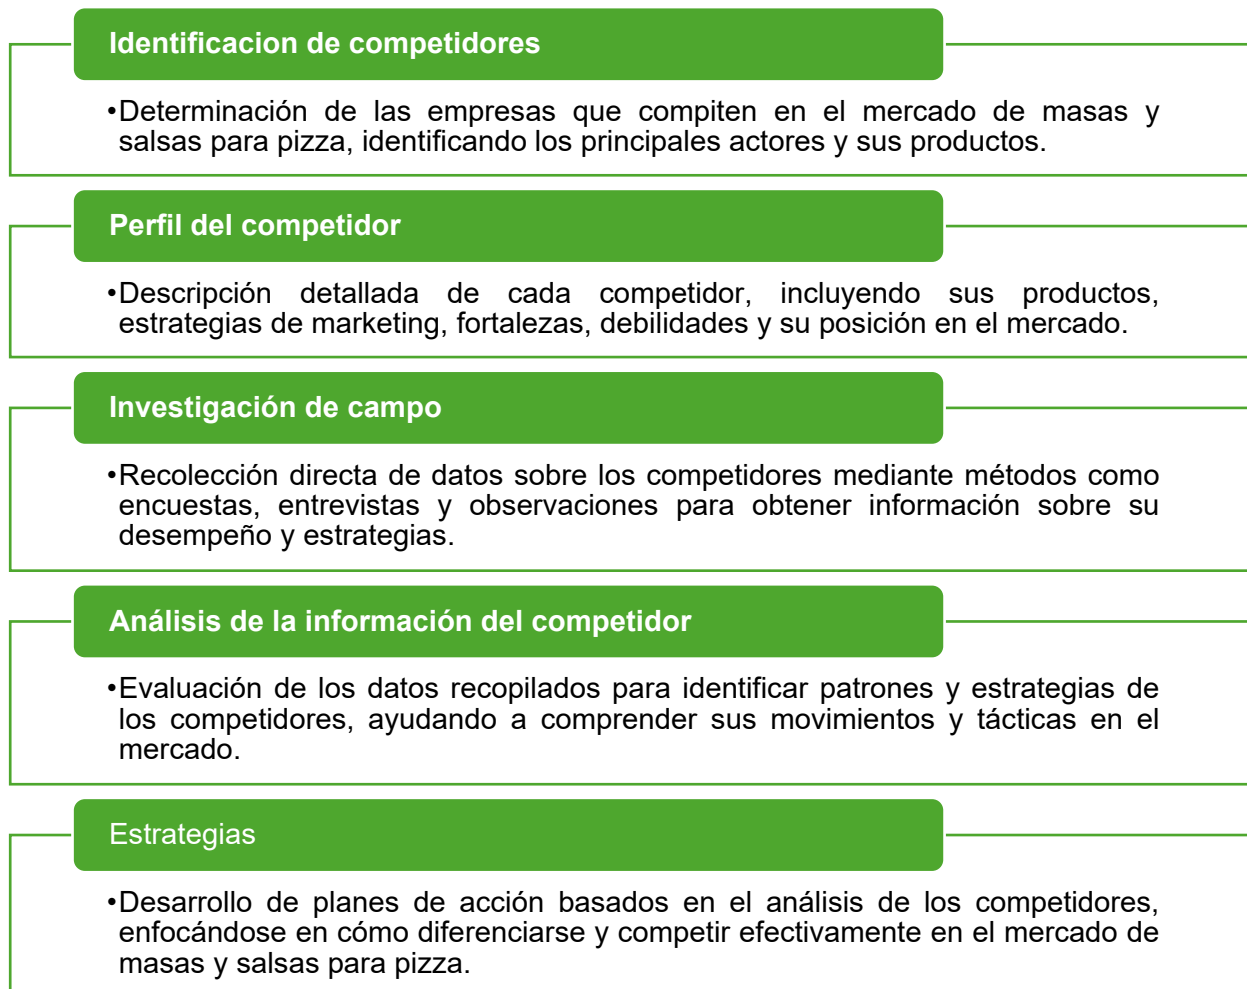 Identificacion de competidores
•Determinación de las empresas que compiten en el mercado de masas y
salsas para pizza, identificando los principales actores y sus productos.
Perfil del competidor
•Descripción detallada de cada competidor, incluyendo sus productos,
estrategias de marketing, fortalezas, debilidades y su posición en el mercado.
Investigación de campo
•Recolección directa de datos sobre los competidores mediante métodos como
encuestas, entrevistas y observaciones para obtener información sobre su
desempeño y estrategias.
Análisis de la información del competidor
•Evaluación de los datos recopilados para identificar patrones y estrategias de
los competidores, ayudando a comprender sus movimientos y tácticas en el
mercado.
Estrategias
•Desarrollo de planes de acción basados en el análisis de los competidores,
enfocándose en cómo diferenciarse y competir efectivamente en el mercado de
masas y salsas para pizza.